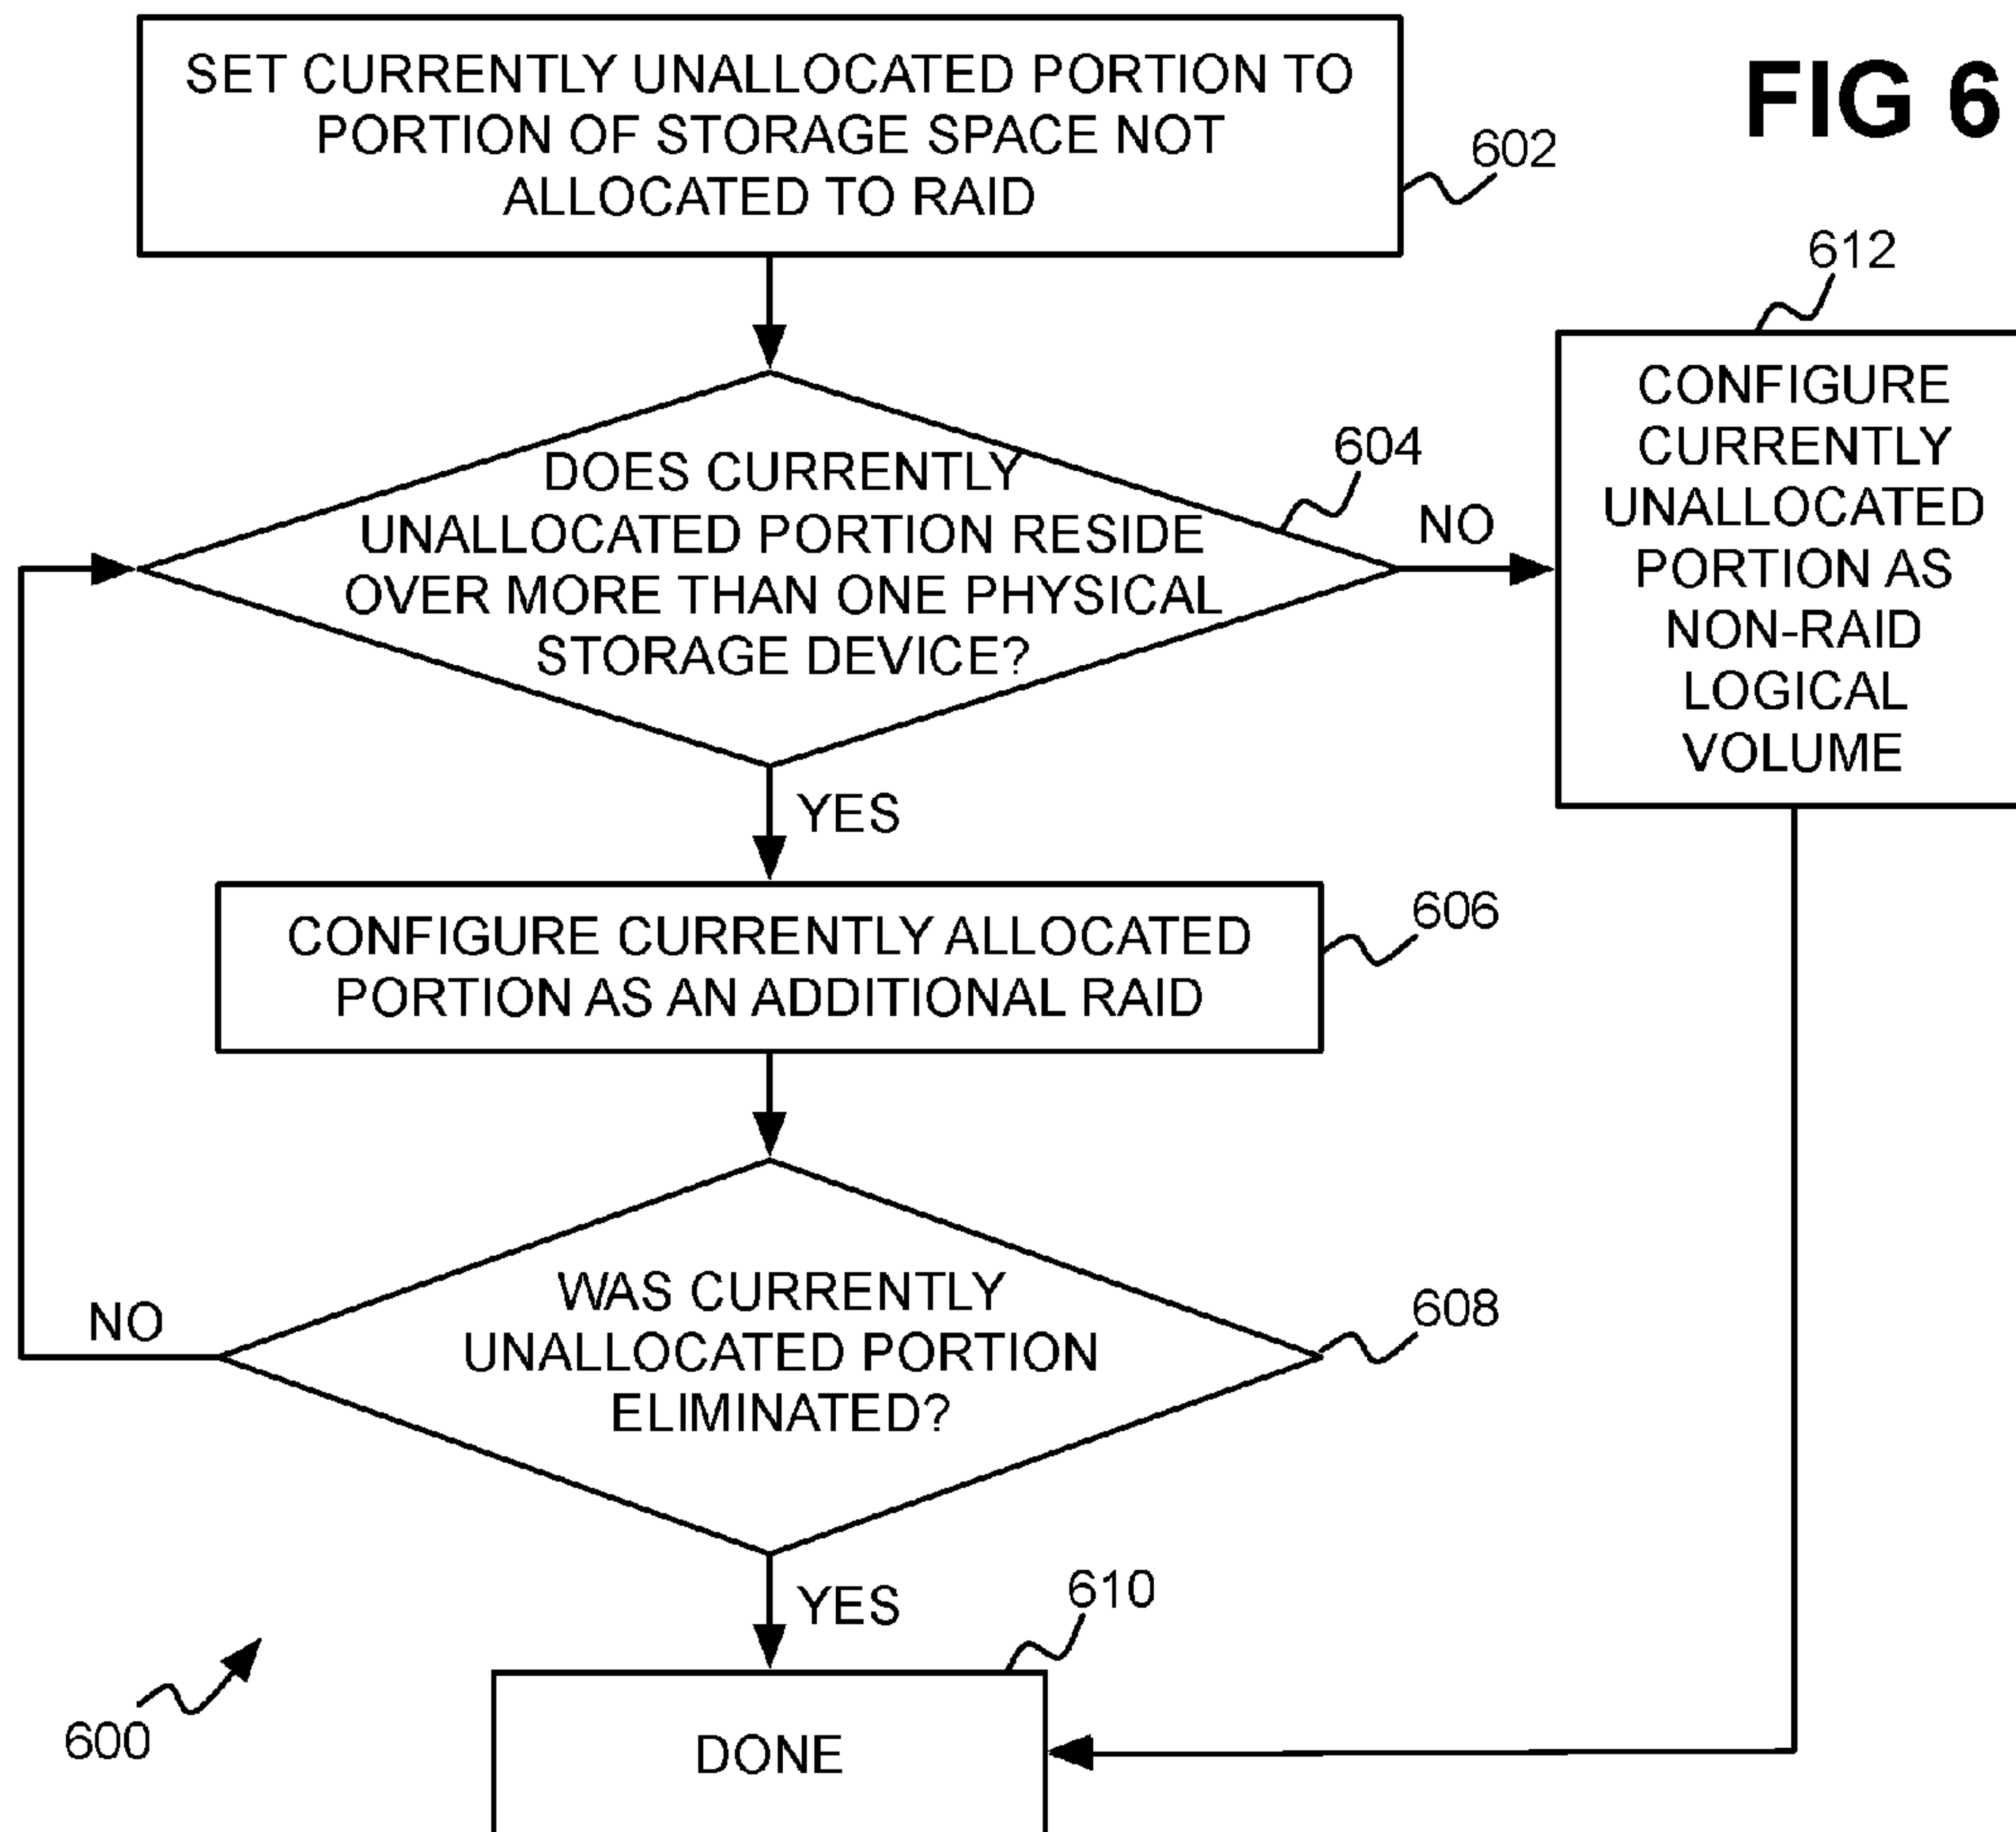 FIG 6
SET CURRENTLY UNALLOCATED PORTION TO
PORTION OF STORAGE SPACE NOT
ALLOCATED TO RAID
602
612
CONFIGURE
CURRENTLY
UNALLOCATED
PORTION AS
NON-RAID
LOGICAL
VOLUME
604
DOES CURRENTLY
UNALLOCATED PORTION RESIDE
OVER MORE THAN ONE PHYSICAL
STORAGE DEVICE?
NO
YES
606
CONFIGURE CURRENTLY ALLOCATED
PORTION AS AN ADDITIONAL RAID
608
WAS CURRENTLY
UNALLOCATED PORTION
ELIMINATED?
NO
YES
610
DONE
600